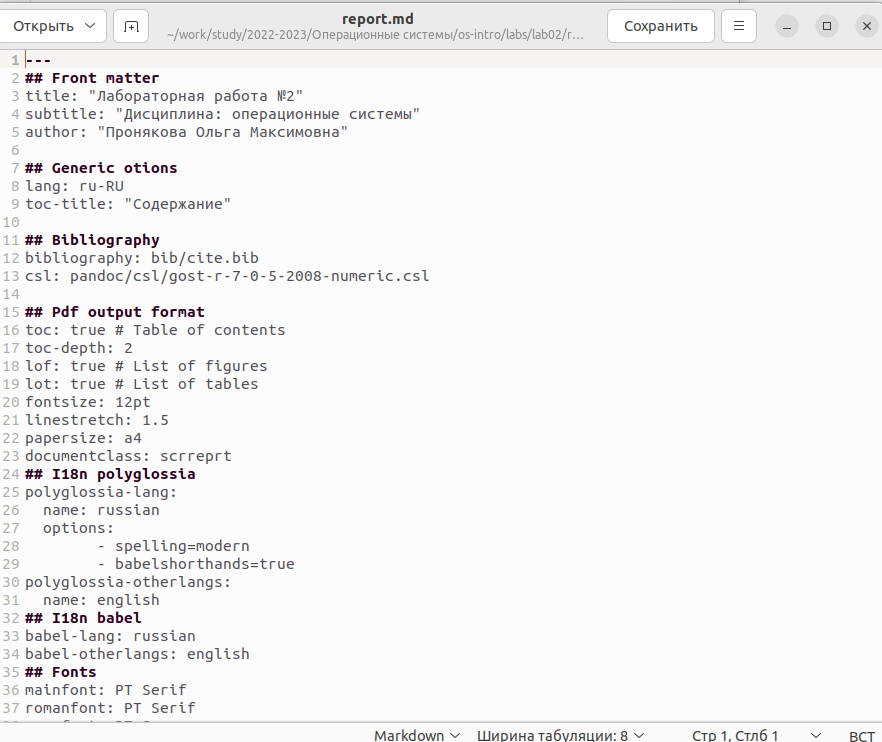 Открыть
report.md
~/work/study/2022-2023/Операционные системы/os-intro/labs/lab02/r…
Сохранить
1 ---
2 ## Front matter
3 title: "Лабораторная работа №2"
4 subtitle: "Дисциплина: операционные системы"
5 author: "Пронякова Ольга Максимовна"
6
7 ## Generic otions
8 lang: ru-RU
9 toc-title: "Содержание"
10
11 ## Bibliography
12 bibliography: bib/cite.bib
13 csl: pandoc/csl/gost-r-7-0-5-2008-numeric.csl
14
15 ## Pdf output format
16 toc: true # Table of contents
17 toc-depth: 2
18 lof: true # List of figures
19 lot: true # List of tables
20 fontsize: 12pt
21 linestretch: 1.5
22 papersize: a4
23 documentclass: scrreprt
24 ## I18n polyglossia
25 polyglossia-lang:
26   name: russian
27   options:
28         - spelling=modern
29         - babelshorthands=true
30 polyglossia-otherlangs:
31   name: english
32 ## I18n babel
33 babel-lang: russian
34 babel-otherlangs: english
35 ## Fonts
36 mainfont: PT Serif
37 romanfont: PT Serif
Markdown Ширина табуляции: 8 Стр 1, Стлб 1 ВСТ